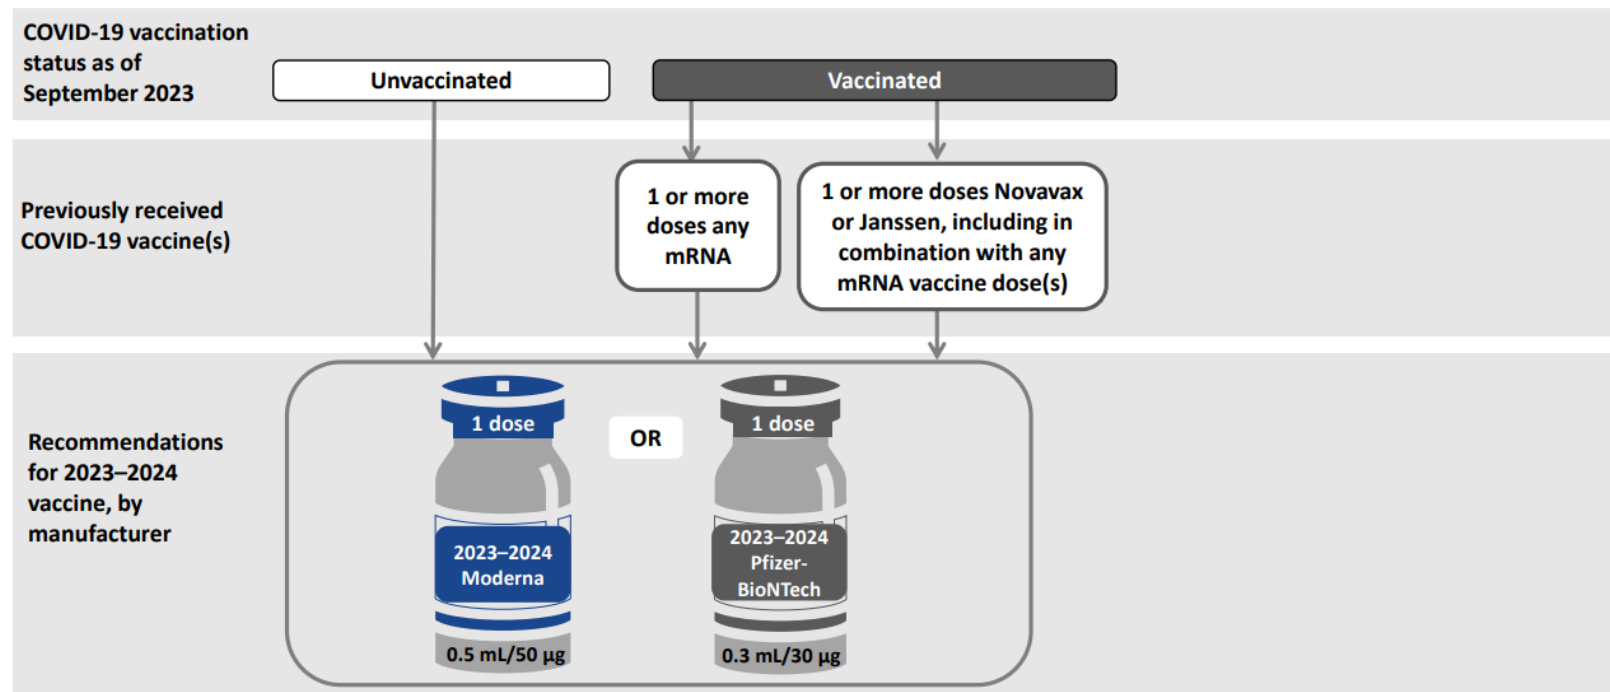 COVID-19 vaccination
status as of
September 2023
Unvaccinated
Vaccinated
Previously received
COVID-19 vaccine(s)
1 or more
doses any
mRNA
1 or more doses Novavax
or Janssen, including in
combination with any
mRNA vaccine dose(s)
Recommendations
for 2023–2024
vaccine, by
manufacturer
1 dose
OR
1 dose
2023–2024
Moderna
2023–2024
Pfizer-
BioNTech
0.5 mL/50 µg
0.3 mL/30 µg